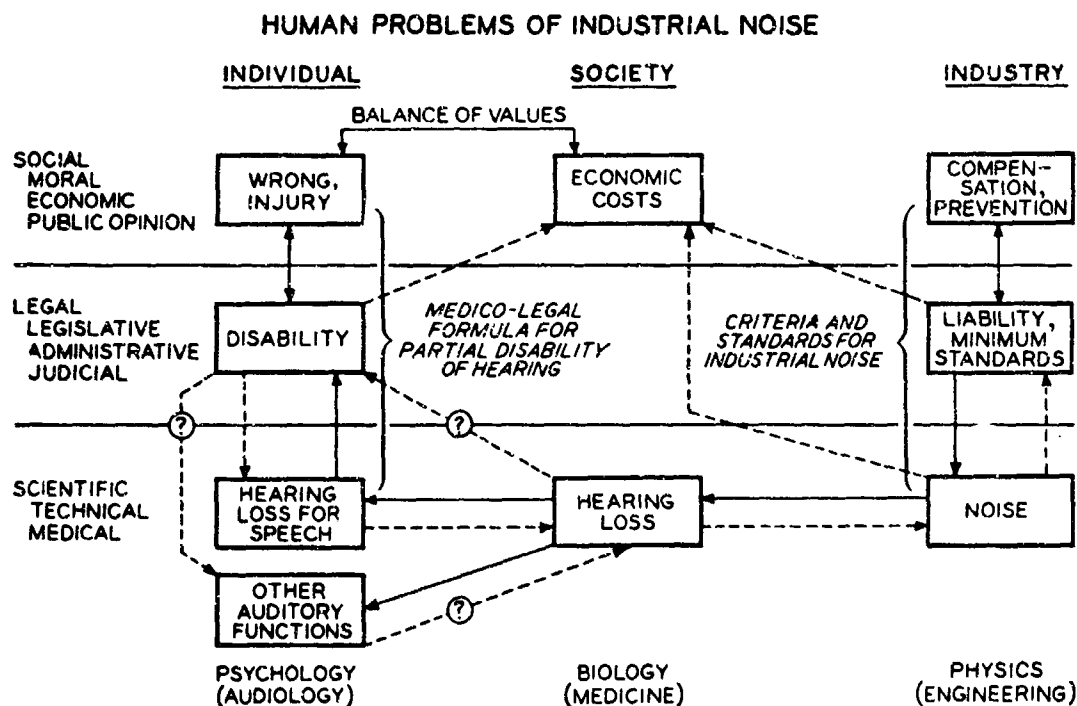 HUMAN PROBLEMS OF INDUSTRIAL NOISE
INDIVIDUAL
SOCIETY
INDUSTRY
BALANCE OF VALUES
SOCIAL
MORAL
ECONOMIC
PUBLIC OPINION
WRONG,
INJURY
ECONOMIC
COSTS
COMPEN-
SATION,
PREVENTION
LEGAL
LEGISLATIVE
ADMINISTRATIVE
JUDICIAL
DISABILITY
MEDICO-LEGAL
FORMULA FOR
PARTIAL DISABILITY
OF HEARING
CRITERIA AND
STANDARDS FOR
INDUSTRIAL NOISE
LIABILITY,
MINIMUM
STANDARDS
?
?
SCIENTIFIC
TECHNICAL
MEDICAL
HEARING
LOSS FOR
SPEECH
HEARING
LOSS
NOISE
OTHER
AUDITORY
FUNCTIONS
?
PSYCHOLOGY
(AUDIOLOGY)
BIOLOGY
(MEDICINE)
PHYSICS
(ENGINEERING)